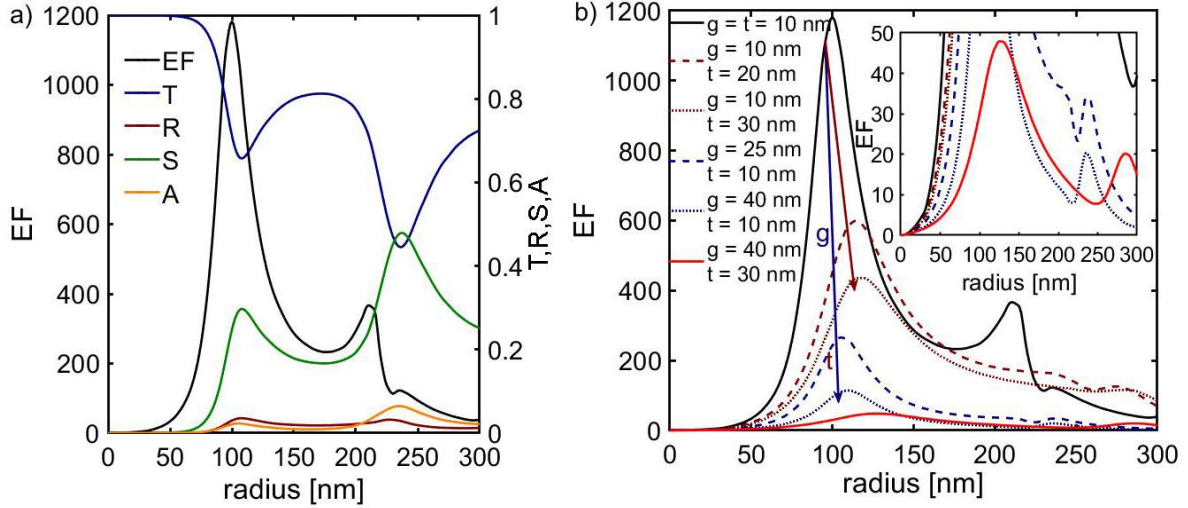 a)
1200
1000
800
600
400
200
0
EF
EF
T
R
S
A
1
0.8
0.6
0.4
0.2
0
T,R,S,A
0 50 100 150 200 250 300
radius [nm]
b)
1200
1000
800
600
400
200
0
EF
g = t = 10 nm
g = 10 nm
t = 20 nm
g = 10 nm
t = 30 nm
g = 25 nm
t = 10 nm
g = 40 nm
t = 10 nm
g = 40 nm
t = 30 nm
g
t
50
40
30
20
10
0
EF
0 50 100 150 200 250 300
radius [nm]
0 50 100 150 200 250 300
radius [nm]